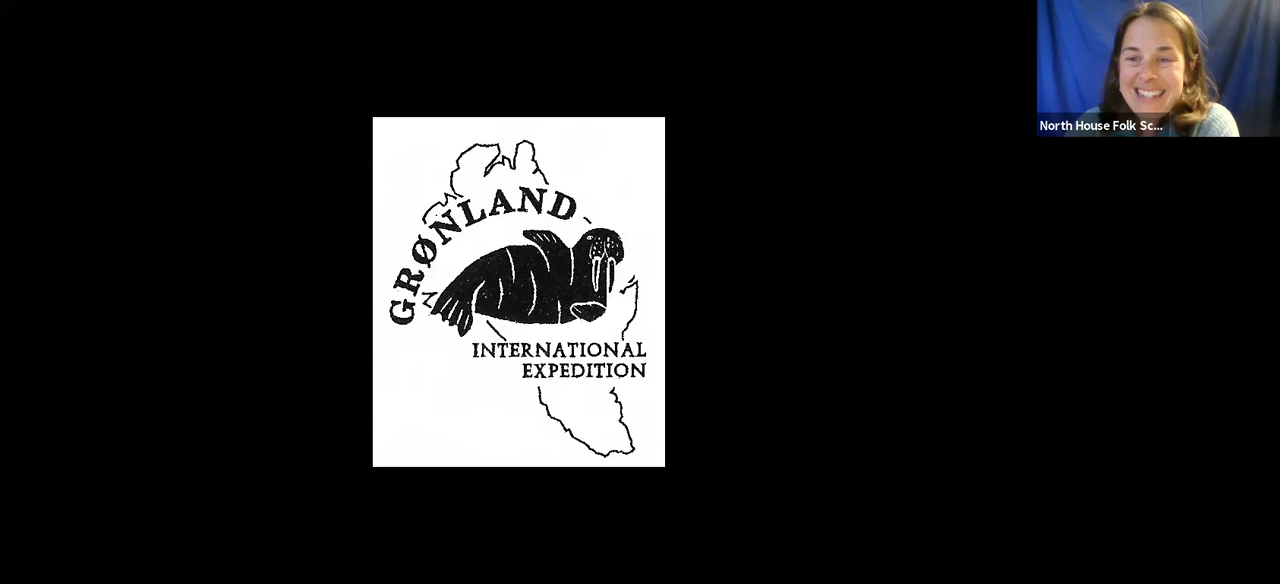 North House Folk Sc...
GRØNLAND
INTERNATIONAL
EXPEDITION